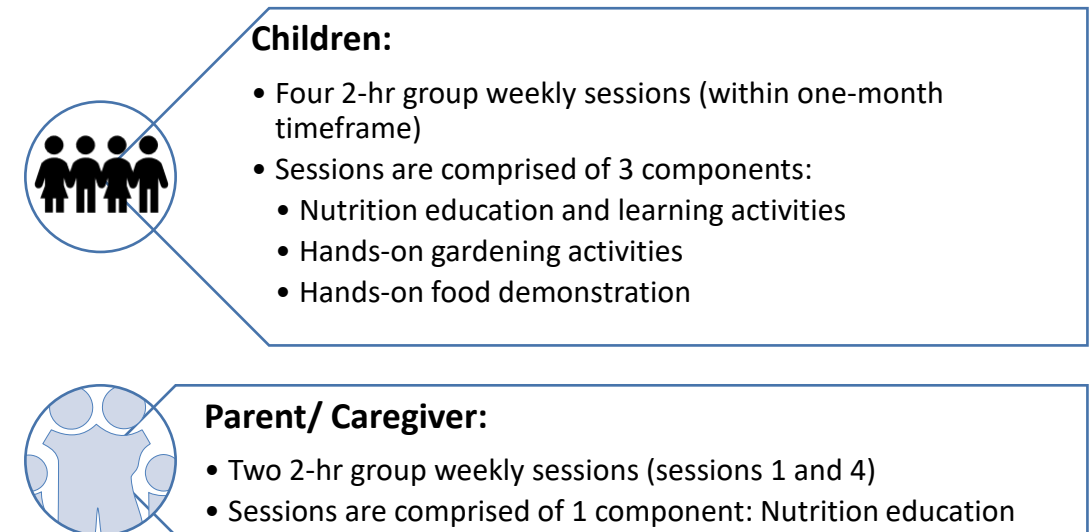 Children:
• Four 2-hr group weekly sessions (within one-month
timeframe)
• Sessions are comprised of 3 components:
• Nutrition education and learning activities
• Hands-on gardening activities
• Hands-on food demonstration
Parent/ Caregiver:
• Two 2-hr group weekly sessions (sessions 1 and 4)
• Sessions are comprised of 1 component: Nutrition education